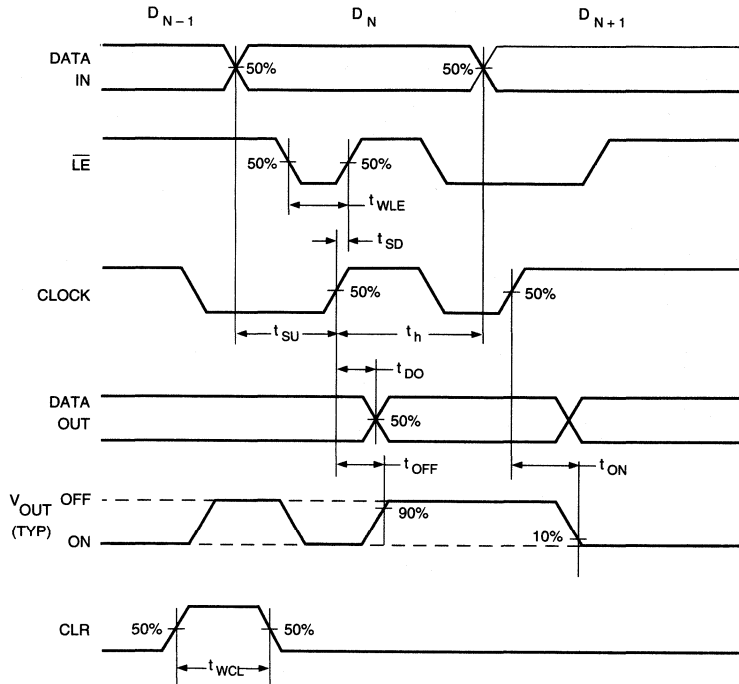 D N–1 D N D N+1
DATA IN 50% 50%
LE 50% 50%
t WLE
t SD
CLOCK 50% 50%
t SU t h
t DO
DATA OUT 50%
t OFF t ON
V OUT (TYP) OFF 90%
ON 10%
CLR 50% 50%
t WCL